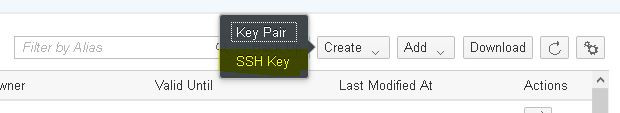 Key Pair
SSH Key
Filter by Alias
Create
Add
Download
wner
Valid Until
Last Modified At
Actions